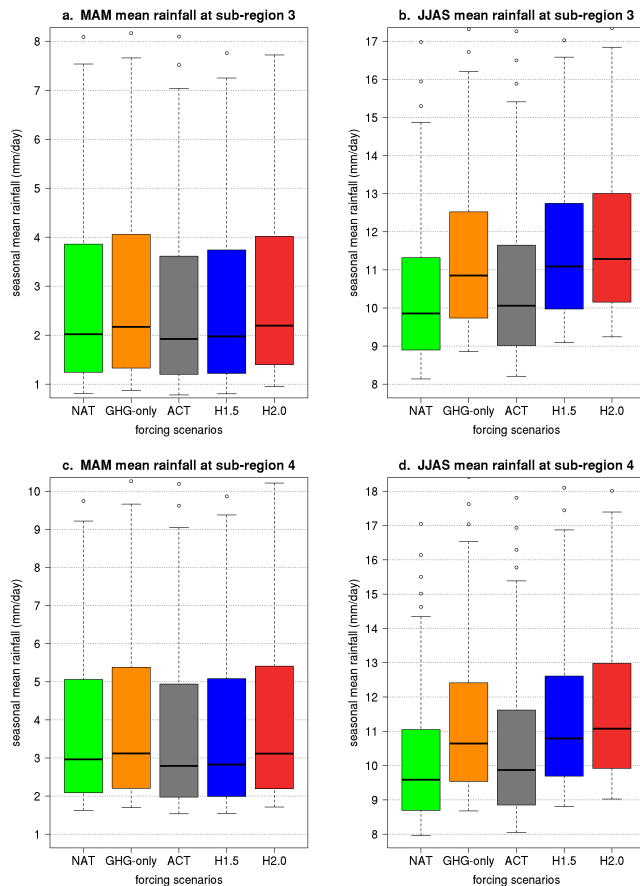 a. MAM mean rainfall at sub-region 3
seasonal mean rainfall (mm/day)
8
7
6
5
4
3
2
1
NAT GHG-only ACT H1.5 H2.0
forcing scenarios
b. JJAS mean rainfall at sub-region 3
seasonal mean rainfall (mm/day)
17
16
15
14
13
12
11
10
9
8
NAT GHG-only ACT H1.5 H2.0
forcing scenarios
c. MAM mean rainfall at sub-region 4
seasonal mean rainfall (mm/day)
10
9
8
7
6
5
4
3
2
1
NAT GHG-only ACT H1.5 H2.0
forcing scenarios
d. JJAS mean rainfall at sub-region 4
seasonal mean rainfall (mm/day)
18
17
16
15
14
13
12
11
10
9
8
NAT GHG-only ACT H1.5 H2.0
forcing scenarios